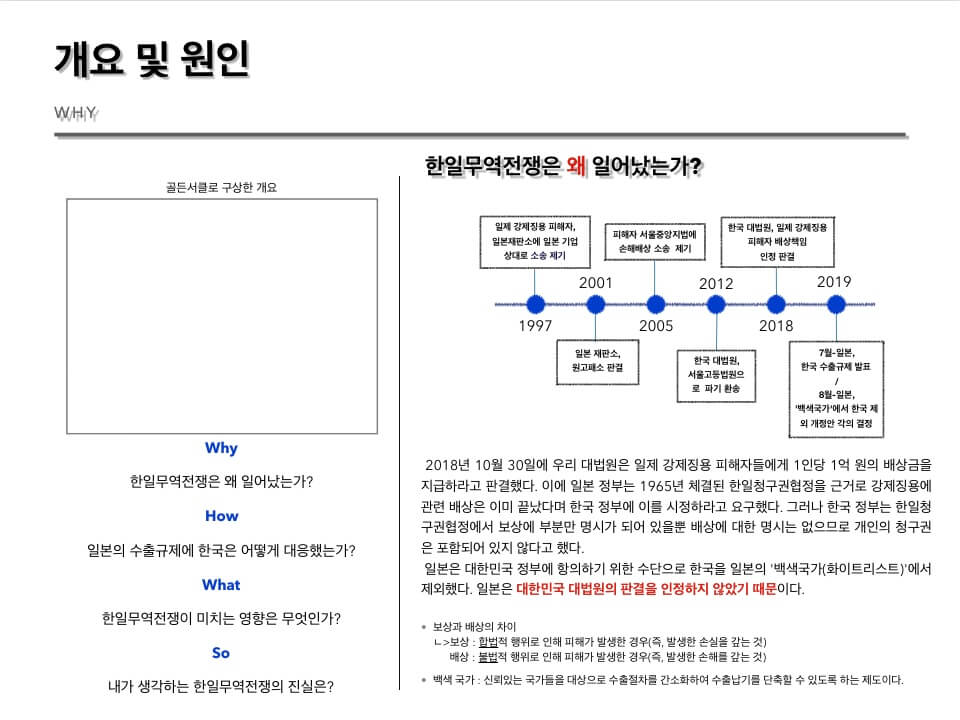 개요 및 원인
WHY
골든서클로 구상한 개요
Why
한일무역전쟁은 왜 일어났는가?
How
일본의 수출규제에 한국은 어떻게 대응했는가?
What
한일무역전쟁이 미치는 영향은 무엇인가?
So
내가 생각하는 한일무역전쟁의 진실은?
한일무역전쟁은 왜 일어났는가?
일제 강제징용 피해자,
일본재판소에 일본 기업
상대로 소송 제기
1997
2001
일본 재판소,
원고패소 판결
피해자 서울중앙지법에
손해배상 소송 제기
2005
2012
한국 대법원,
서울고등법원으
로 파기 환송
한국 대법원, 일제 강제징용
피해자 배상책임
인정 판결
2018
2019
7월-일본,
한국 수출규제 발표
/
8월-일본,
'백색국가'에서 한국 제
외 개정안 각의 결정
2018년 10월 30일에 우리 대법원은 일제 강제징용 피해자들에게 1인당 1억 원의 배상금을
지급하라고 판결했다. 이에 일본 정부는 1965년 체결된 한일청구권협정을 근거로 강제징용에
관련 배상은 이미 끝났다며 한국 정부에 이를 시정하라고 요구했다. 그러나 한국 정부는 한일청
구권협정에서 보상에 부분만 명시가 되어 있을뿐 배상에 대한 명시는 없으므로 개인의 청구권
은 포함되어 있지 않다고 했다.
일본은 대한민국 정부에 항의하기 위한 수단으로 한국을 일본의 '백색국가(화이트리스트)'에서
제외했다. 일본은 대한민국 대법원의 판결을 인정하지 않았기 때문이다.
• 보상과 배상의 차이
ㄴ>보상 : 합법적 행위로 인해 피해가 발생한 경우(즉, 발생한 손실을 갚는 것)
배상 : 불법적 행위로 인해 피해가 발생한 경우(즉, 발생한 손해를 갚는 것)
• 백색 국가 : 신뢰있는 국가들을 대상으로 수출절차를 간소화하여 수출납기를 단축할 수 있도록 하는 제도이다.